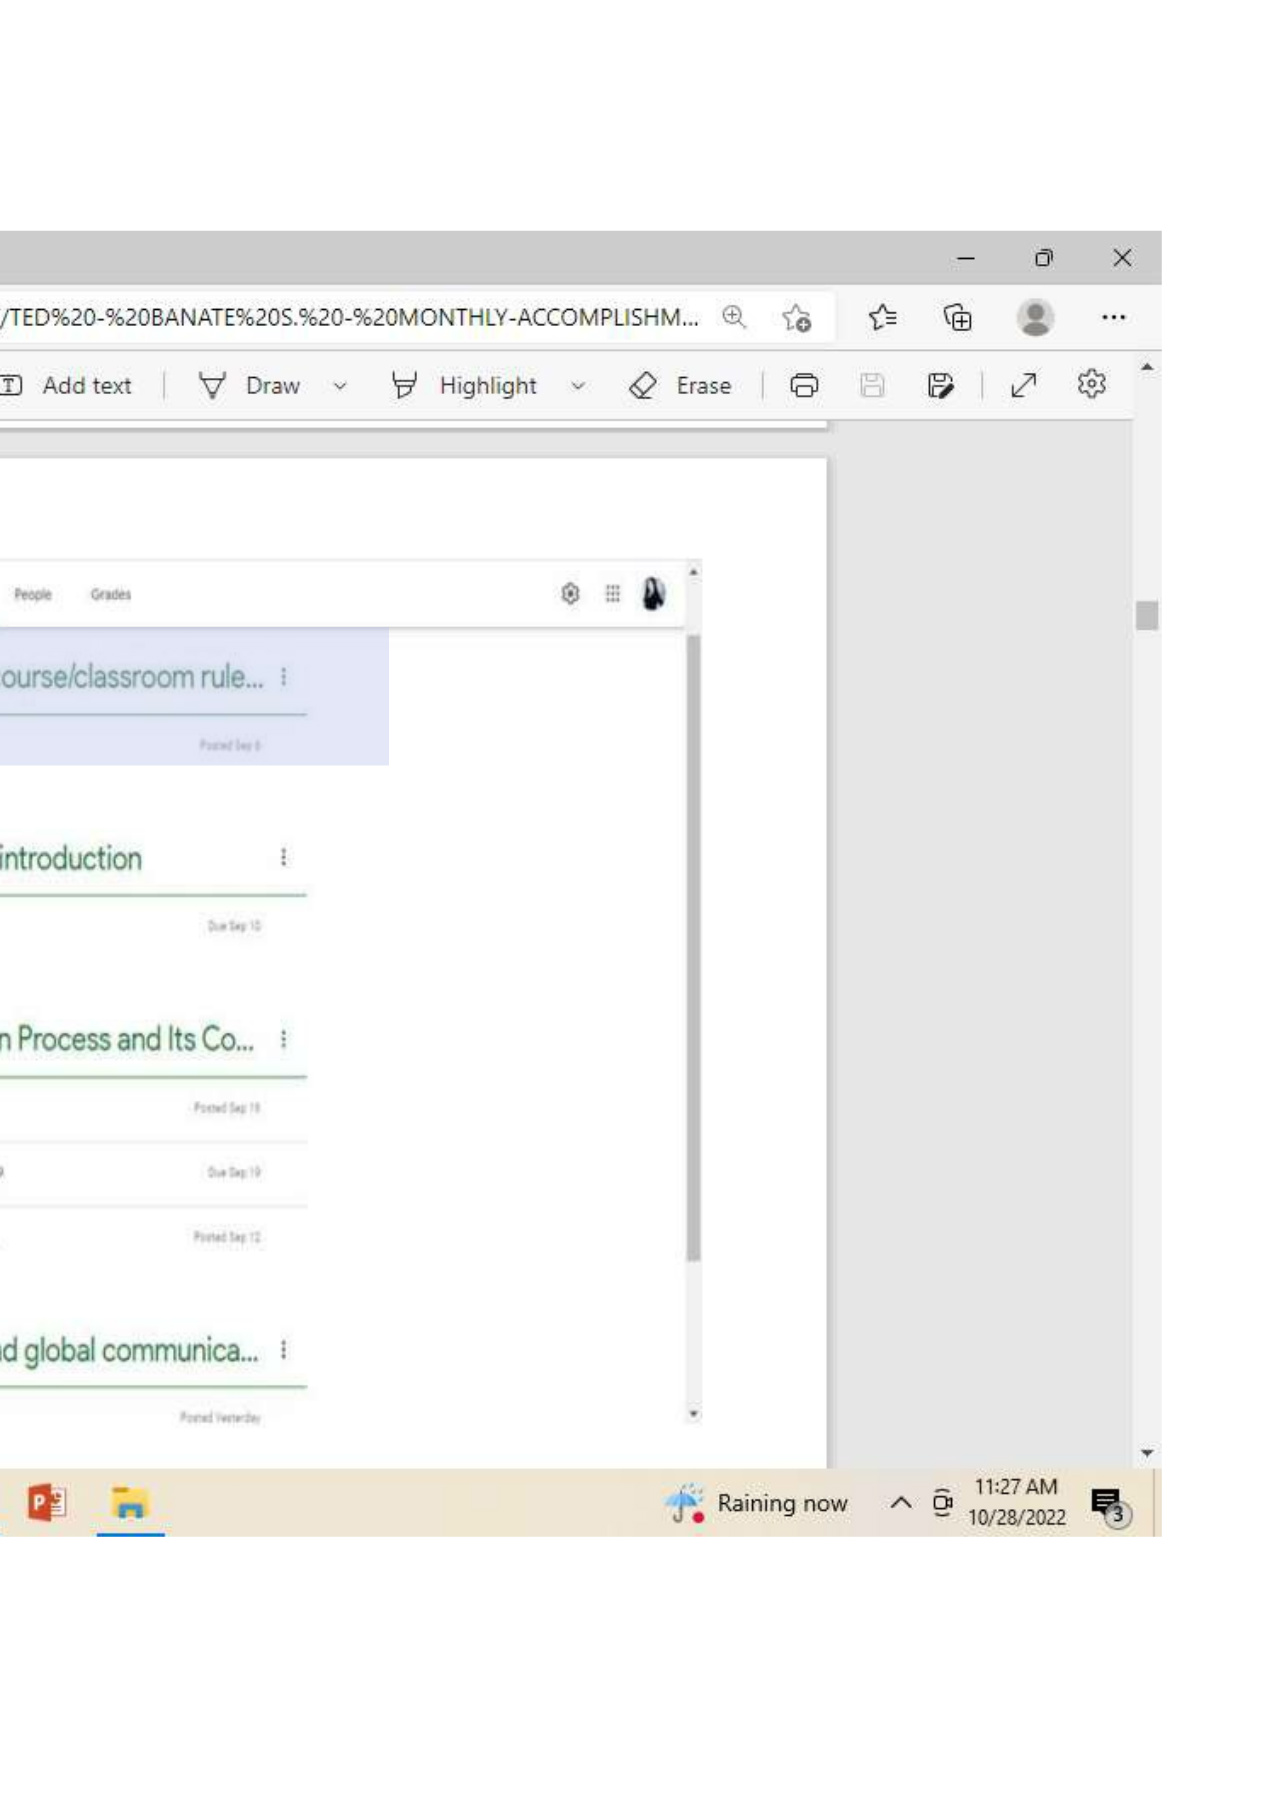 /TED%20-%20BANATE%20S.%20-%20MONTHLY-ACCOMPLISHM...
Add text
Draw
Highlight
Erase
People
Grades
ourse/classroom rule...
Posted Sep 6
introduction
Due Sep 10
n Process and Its Co...
Posted Sep 18
Due Sep 19
Posted Sep 12
nd global communica...
Posted Yesterday
Raining now
11:27 AM
10/28/2022
3